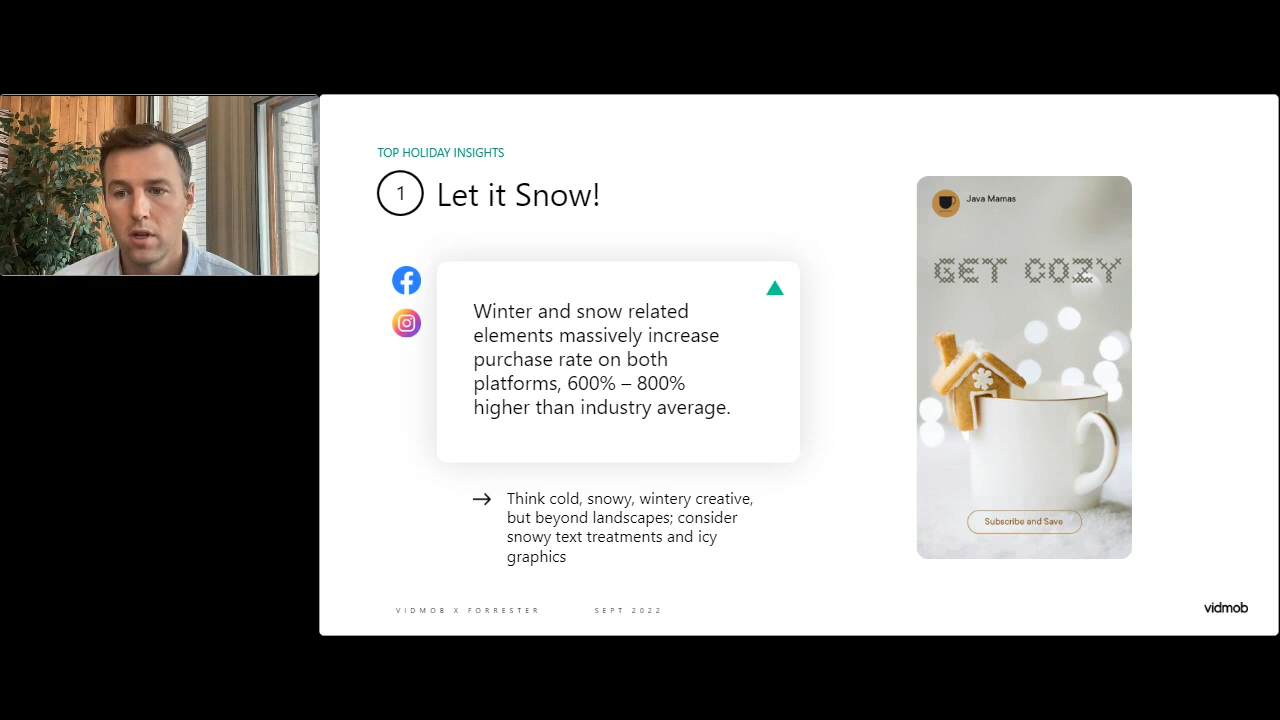 TOP HOLIDAY INSIGHTS
1
Let it Snow!
Winter and snow related
elements massively increase
purchase rate on both
platforms, 600% – 800%
higher than industry average.
→ Think cold, snowy, wintery creative,
but beyond landscapes; consider
snowy text treatments and icy
graphics
Java Mamas
GET COZY
Subscribe and Save
VIDMOB X FORRESTER
SEPT 2022
vidmob